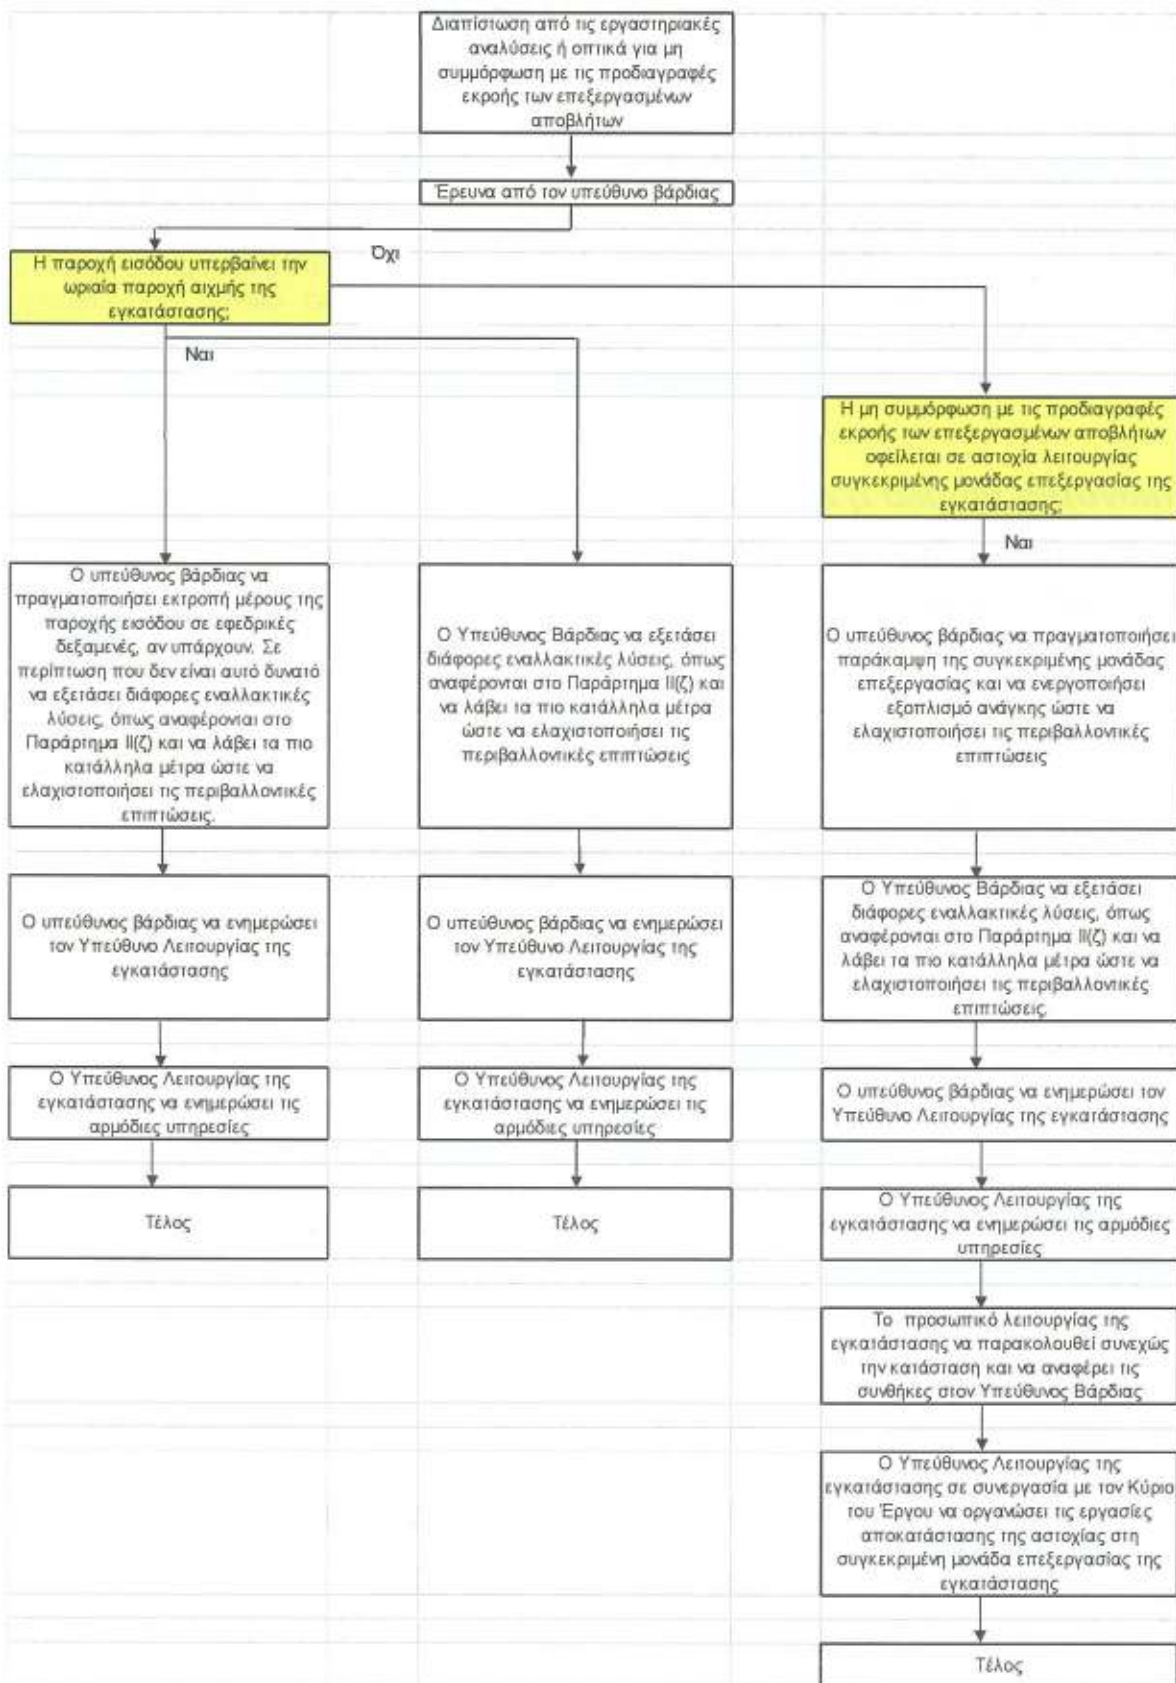 Διαπίστωση από τις εργαστηριακές
αναλύσεις ή οπτικά για μη
συμμόρφωση με τις προδιαγραφές
εκροής των επεξεργασμένων
αποβλήτων
Έρευνα από τον υπεύθυνο βάρδιας
Όχι
Η παροχή εισόδου υπερβαίνει την
ωριαία παροχή αιχμής της
εγκατάστασης;
Ναι
Η μη συμμόρφωση με τις προδιαγραφές
εκροής των επεξεργασμένων αποβλήτων
οφείλεται σε αστοχία λειτουργίας
συγκεκριμένης μονάδας επεξεργασίας της
εγκατάστασης;
Ναι
Ο υπεύθυνος βάρδιας να
πραγματοποιήσει εκτροπή μέρους της
παροχής εισόδου σε εφεδρικές
δεξαμενές, αν υπάρχουν. Σε
περίπτωση που δεν είναι αυτό δυνατό
να εξετάσει διάφορες εναλλακτικές
λύσεις, όπως αναφέρονται στο
Παράρτημα ΙΙ(ζ) και να λάβει τα πιο
κατάλληλα μέτρα ώστε να
ελαχιστοποιήσει τις περιβαλλοντικές
επιπτώσεις.
Ο Υπεύθυνος Βάρδιας να εξετάσει
διάφορες εναλλακτικές λύσεις, όπως
αναφέρονται στο Παράρτημα ΙΙ(ζ) και
να λάβει τα πιο κατάλληλα μέτρα
ώστε να ελαχιστοποιήσει τις
περιβαλλοντικές επιπτώσεις
Ο υπεύθυνος βάρδιας να πραγματοποιήσει
παράκαμψη της συγκεκριμένης μονάδας
επεξεργασίας και να ενεργοποιήσει
εξοπλισμό ανάγκης ώστε να
ελαχιστοποιήσει τις περιβαλλοντικές
επιπτώσεις
Ο υπεύθυνος βάρδιας να ενημερώσει
τον Υπεύθυνο Λειτουργίας της
εγκατάστασης
Ο υπεύθυνος βάρδιας να ενημερώσει
τον Υπεύθυνο Λειτουργίας της
εγκατάστασης
Ο Υπεύθυνος Βάρδιας να εξετάσει
διάφορες εναλλακτικές λύσεις, όπως
αναφέρονται στο Παράρτημα ΙΙ(ζ) και να
λάβει τα πιο κατάλληλα μέτρα ώστε να
ελαχιστοποιήσει τις περιβαλλοντικές
επιπτώσεις.
Ο Υπεύθυνος Λειτουργίας της
εγκατάστασης να ενημερώσει τις
αρμόδιες υπηρεσίες
Ο Υπεύθυνος Λειτουργίας της
εγκατάστασης να ενημερώσει τις
αρμόδιες υπηρεσίες
Ο υπεύθυνος βάρδιας να ενημερώσει τον
Υπεύθυνο Λειτουργίας της εγκατάστασης
Τέλος
Τέλος
Ο Υπεύθυνος Λειτουργίας της
εγκατάστασης να ενημερώσει τις αρμόδιες
υπηρεσίες
Το προσωπικό λειτουργίας της
εγκατάστασης να παρακολουθεί συνεχώς
την κατάσταση και να αναφέρει τις
συνθήκες στον Υπεύθυνος Βάρδιας
Ο Υπεύθυνος Λειτουργίας της
εγκατάστασης σε συνεργασία με τον Κύριο
του Έργου να οργανώσει τις εργασίες
αποκατάστασης της αστοχίας στη
συγκεκριμένη μονάδα επεξεργασίας της
εγκατάστασης
Τέλος